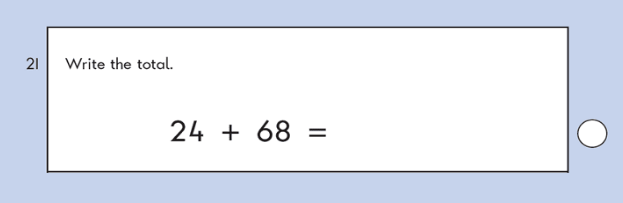 21 Write the total.
24 + 68 =